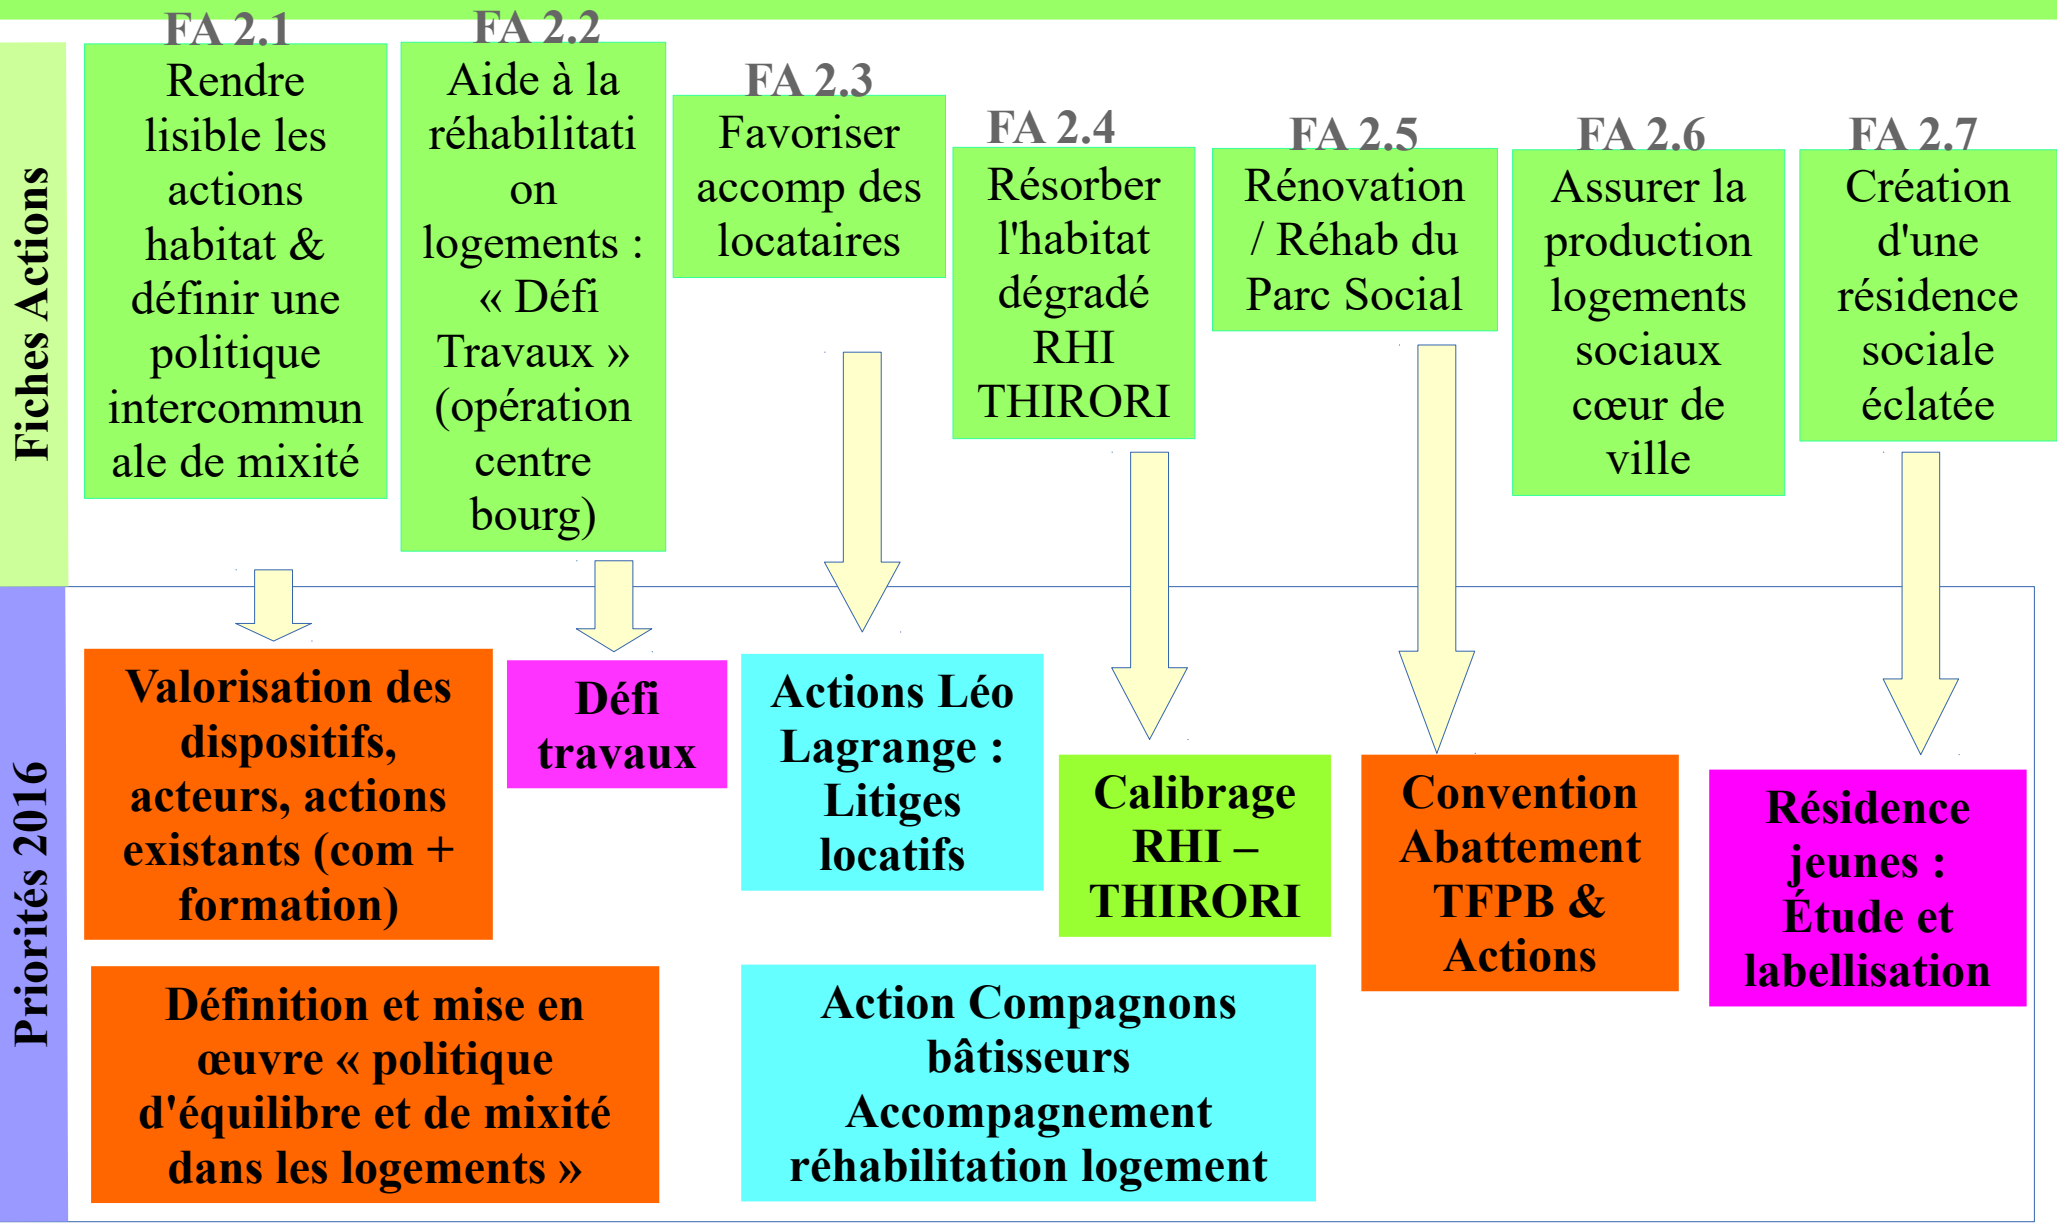 Fiches Actions
FA 2.1
Rendre
lisible les
actions
habitat &
définir une
politique
intercommun
ale de mixité
FA 2.2
Aide à la
réhabilitati
on
logements :
« Défi
Travaux »
(opération
centre
bourg)
FA 2.3
Favoriser
accomp des
locataires
FA 2.4
Résorber
l'habitat
dégradé
RHI
THIRORI
FA 2.5
Rénovation
/ Réhab du
Parc Social
FA 2.6
Assurer la
production
logements
sociaux
cœur de
ville
FA 2.7
Création
d'une
résidence
sociale
éclatée
Priorités 2016
Valorisation des
dispositifs,
acteurs, actions
existants (com +
formation)
Défi
travaux
Actions Léo
Lagrange :
Litiges
locatifs
Calibrage
RHI –
THIRORI
Convention
Abattement
TFPB &
Actions
Résidence
jeunes :
Étude et
labellisation
Définition et mise en
œuvre « politique
d'équilibre et de mixité
dans les logements »
Action Compagnons
bâtisseurs
Accompagnement
réhabilitation logement